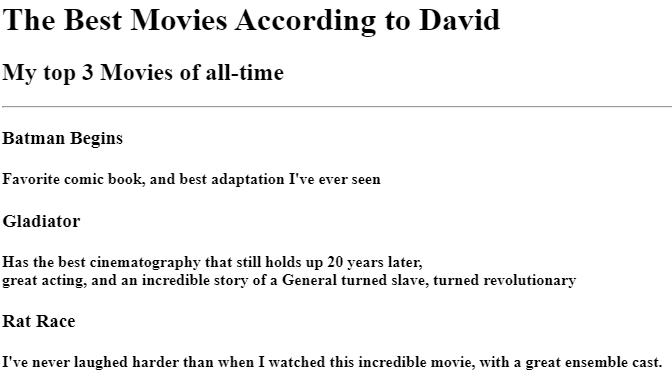 The Best Movies According to David
My top 3 Movies of all-time
Batman Begins
Favorite comic book, and best adaptation I've ever seen
Gladiator
Has the best cinematography that still holds up 20 years later,
great acting, and an incredible story of a General turned slave, turned revolutionary
Rat Race
I've never laughed harder than when I watched this incredible movie, with a great ensemble cast.